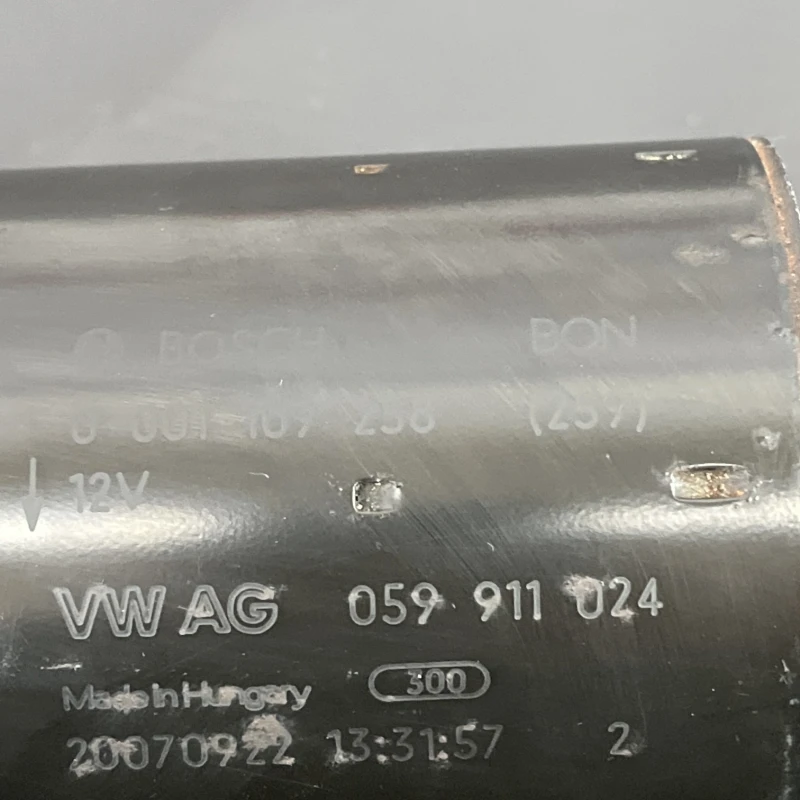 BOSCH BON
0 001 109 258 (259)
12V
VW AG 059 911 024
Made in Hungary 300
20070922 13:31:57 2